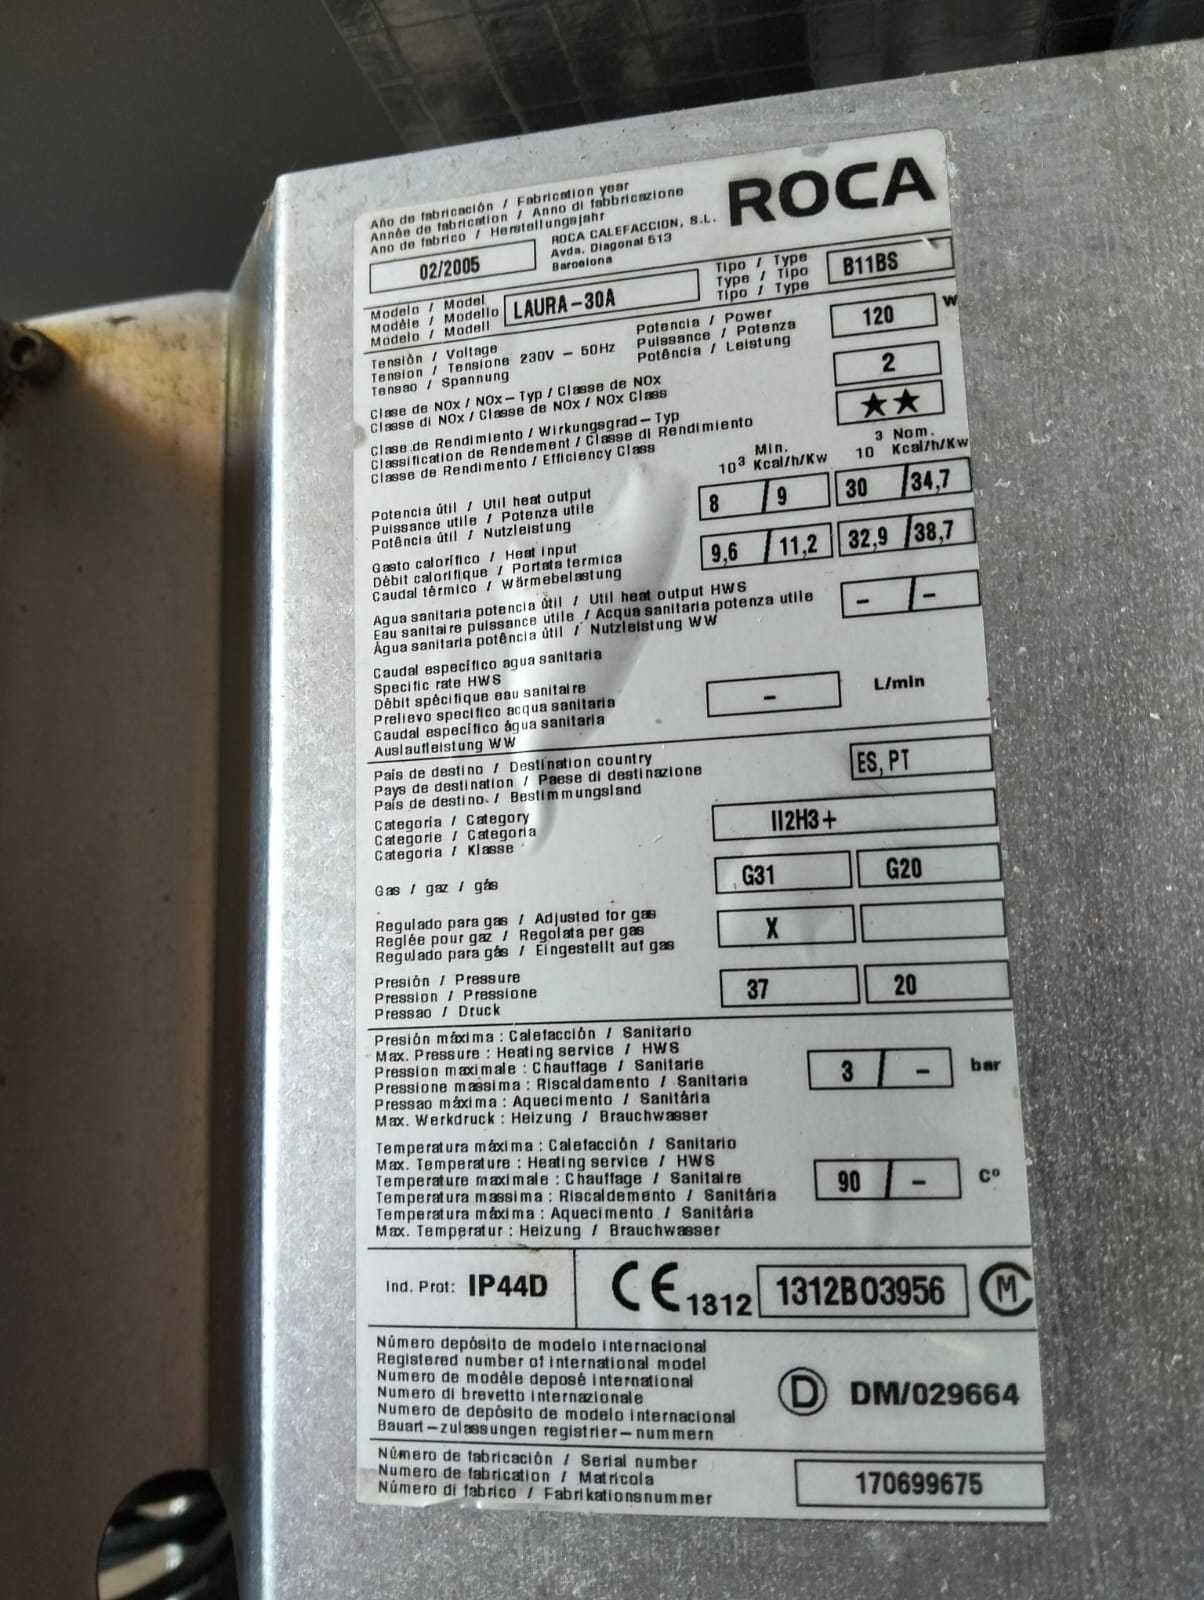 ROCA
Año de fabricación / Fabrication year
Année de fabrication / Anno di fabbricazione
Ano de fabrico / Herstellungsjahr
02/2005
ROCA CALEFACCION, S.L.
Avda. Diagonal 513
Barcelona
Modelo / Model
Modèle / Modello
Modelo / Modell
LAURA-30A
Tipo / Type
Type / Tipo
Tipo / Type
B11BS
Tensión / Voltage
Tension / Tensione 230V - 50Hz
Tensao / Spannung
Potencia / Power
Puissance / Potenza
Potência / Leistung
120 W
Clase de NOx / NOx-Typ / Classe de NOx
Classe di NOx / Classe de NOx / NOx Class
2
Clase de Rendimiento / Wirkungsgrad-Typ
Classification de Rendement / Classe di Rendimiento
Classe de Rendimento / Efficiency Class
★★
Min.
10³ Kcal/h/Kw
3 Nom.
10 Kcal/h/Kw
Potencia útil / Util heat output
Puissance utile / Potenza utile
Potência útil / Nutzleistung
8 / 9
30 / 34,7
Gasto calorífico / Heat input
Débit calorifique / Portata termica
Caudal térmico / Wärmebelastung
9,6 / 11,2
32,9 / 38,7
Agua sanitaria potencia útil / Util heat output HWS
Eau sanitaire puissance utile / Acqua sanitaria potenza utile
Água sanitaria potência útil / Nutzleistung WW
- / -
Caudal específico agua sanitaria
Specific rate HWS
Débit spécifique eau sanitaire
Prelievo specifico acqua sanitaria
Caudal específico água sanitaria
Auslaufleistung WW
- L/min
País de destino / Destination country
Pays de destination / Paese di destinazione
País de destino. / Bestimmungsland
ES, PT
Categoría / Category
Categorie / Categoria
Categoria / Klasse
II2H3+
Gas / gaz / gás
G31
G20
Regulado para gas / Adjusted for gas
Reglée pour gaz / Regolata per gas
Regulado para gás / Eingestellt auf gas
X
Presión / Pressure
Pression / Pressione
Pressao / Druck
37
20
Presión máxima : Calefacción / Sanitario
Max. Pressure : Heating service / HWS
Pression maximale : Chauffage / Sanitarie
Pressione massima : Riscaldamento / Sanitaria
Pressao máxima : Aquecimento / Sanitária
Max. Werkdruck : Heizung / Brauchwasser
3 / - bar
Temperatura máxima : Calefacción / Sanitario
Max. Temperature : Heating service / HWS
Temperature maximale : Chauffage / Sanitaire
Temperatura massima : Riscaldemento / Sanitária
Temperatura máxima : Aquecimento / Sanitária
Max. Temperatur : Heizung / Brauchwasser
90 / - Cº
Ind. Prot: IP44D
CE 1312
1312BO3956
CM
Número depósito de modelo internacional
Registered number of international model
Numero de modèle deposé international
Numero di brevetto internazionale
Numero de depósito de modelo internacional
Bauart-zulassungen registrier-nummern
D DM/029664
Número de fabricación / Serial number
Numero de fabrication / Matricola
Número di fabrico / Fabrikationsnummer
170699675